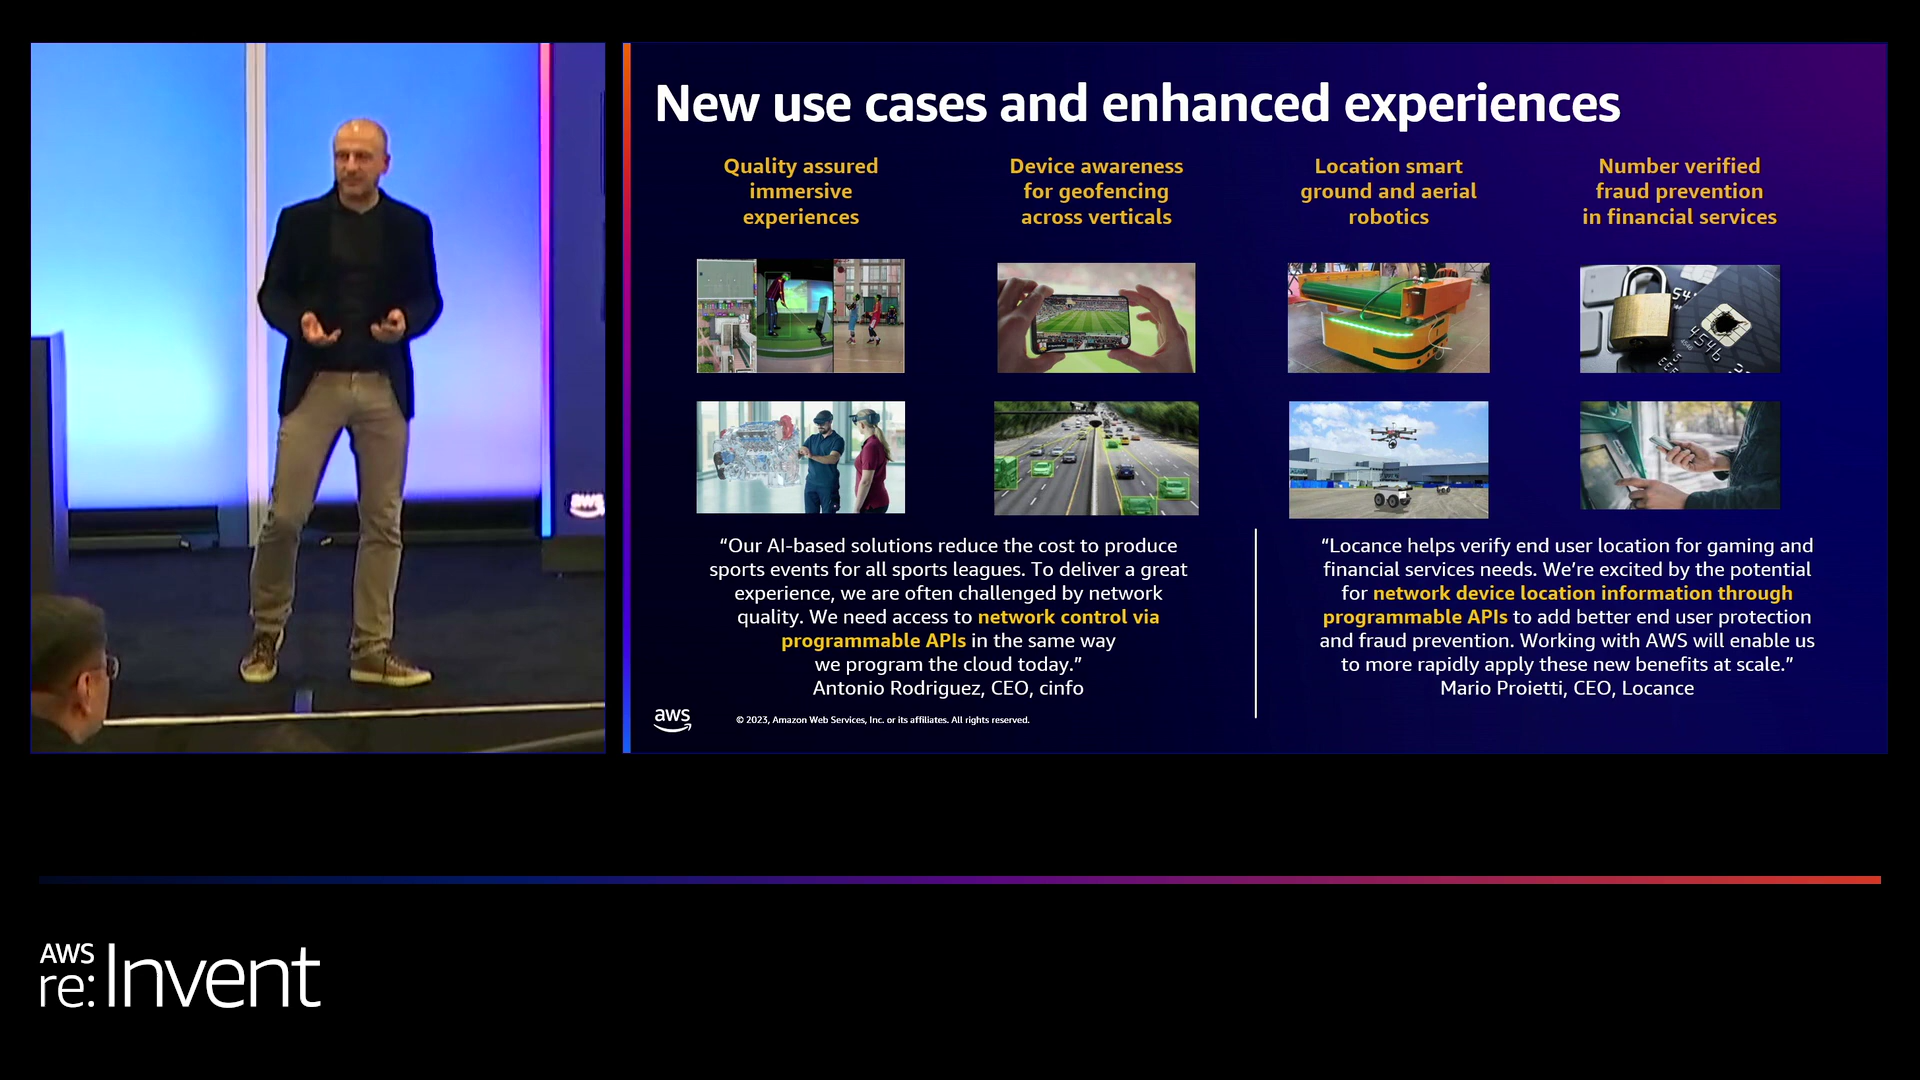 New use cases and enhanced experiences
Quality assured
immersive
experiences
Device awareness
for geofencing
across verticals
Location smart
ground and aerial
robotics
Number verified
fraud prevention
in financial services
4546
“Our AI-based solutions reduce the cost to produce
sports events for all sports leagues. To deliver a great
experience, we are often challenged by network
quality. We need access to network control via
programmable APIs in the same way
we program the cloud today.”
Antonio Rodriguez, CEO, cinfo
“Locance helps verify end user location for gaming and
financial services needs. We’re excited by the potential
for network device location information through
programmable APIs to add better end user protection
and fraud prevention. Working with AWS will enable us
to more rapidly apply these new benefits at scale.”
Mario Proietti, CEO, Locance
aws
© 2023, Amazon Web Services, Inc. or its affiliates. All rights reserved.
aws
AWS
re:Invent